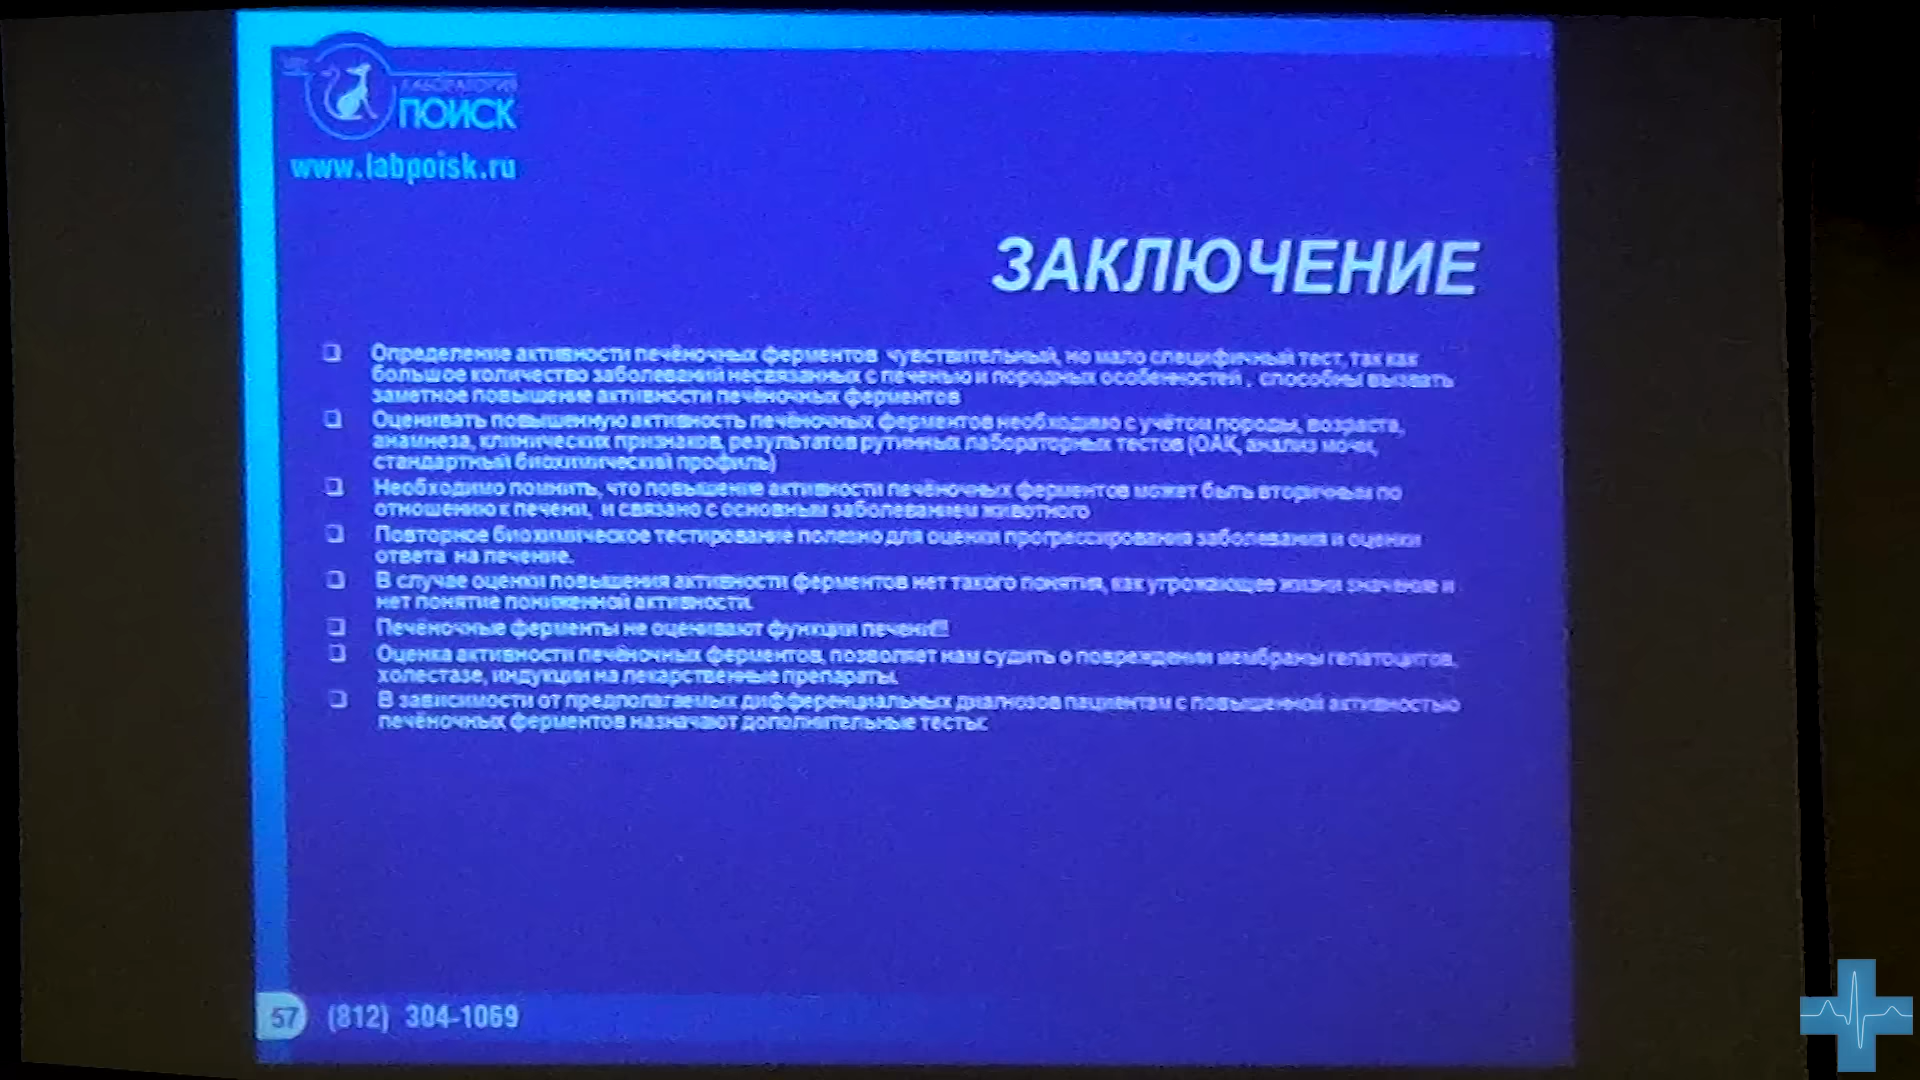 ЛАБОРАТОРИЯ
ПОИСК
www.labpoisk.ru
ЗАКЛЮЧЕНИЕ
❑ Определение активности печёночных ферментов чувствительный, но мало специфичный тест, так как
большое количество заболеваний несвязанных с печенью и породных особенностей , способны вызвать
заметное повышение активности печёночных ферментов
❑ Оценивать повышенную активность печёночных ферментов необходимо с учётом породы, возраста,
анамнеза, клинических признаков, результатов рутинных лабораторных тестов (ОАК, анализ мочи,
стандартный биохимический профиль)
❑ Необходимо помнить, что повышение активности печёночных ферментов может быть вторичным по
отношению к печени, и связано с основным заболеванием животного
❑ Повторное биохимическое тестирование полезно для оценки прогрессирования заболевания и оценки
ответа на лечение.
❑ В случае оценки повышения активности ферментов нет такого понятия, как угрожающее жизни значение и
нет понятие пониженной активности.
❑ Печёночные ферменты не оценивают функции печени!!!
❑ Оценка активности печёночных ферментов, позволяет нам судить о повреждении мембраны гепатоцитов,
холестазе, индукции на лекарственные препараты.
❑ В зависимости от предполагаемых дифференциальных диагнозов пациентам с повышенной активностью
печёночных ферментов назначают дополнительные тесты:
57 (812) 304-1069